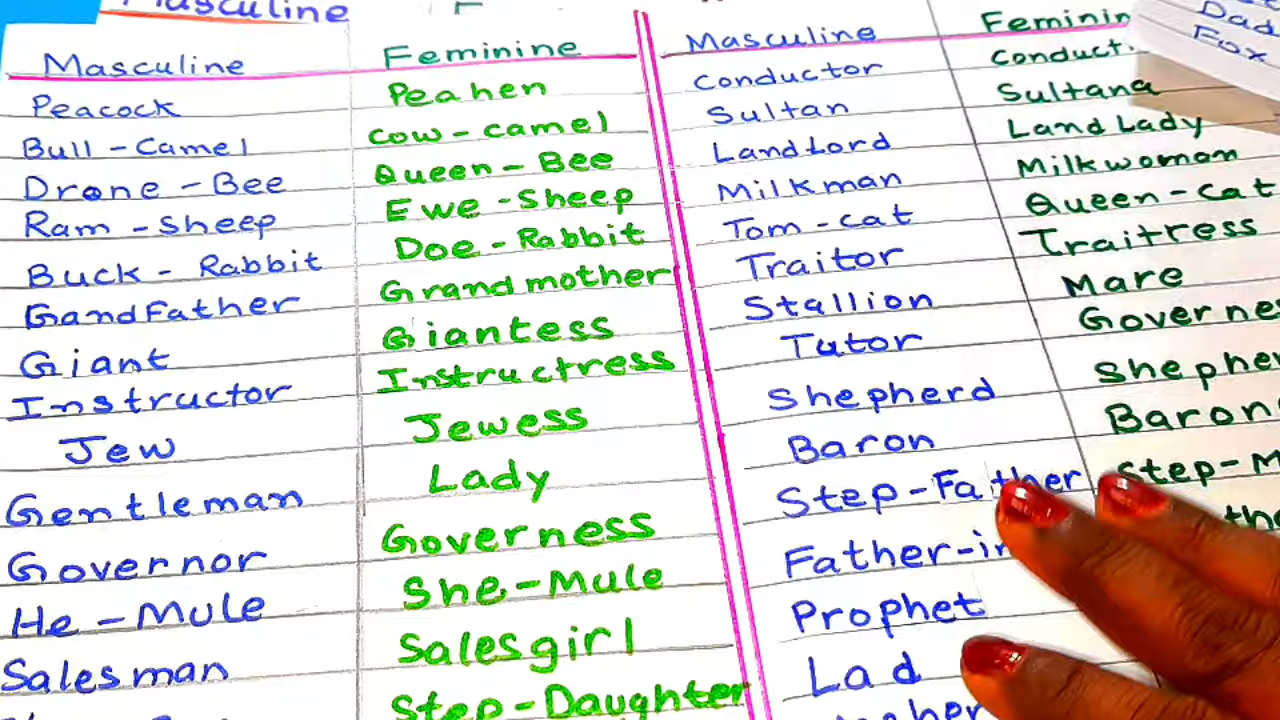 Masculine
Masculine Feminine Masculine
Peacock Peahen Conductor
Bull-Camel Cow-camel Sultan Sultana
Drone-Bee Queen-Bee LandLord Land Lady
Ram-Sheep Ewe-Sheep Milkman Milkwoman
Buck-Rabbit Doe-Rabbit Tom-cat Queen-Cat
GandFather Grandmother Traitor Traitress
Giant Giantess Stallion Mare
Instructor Instructress Tutor
Jew Jewess Shepherd
Gentleman Lady Baron
Governor Governess Step-Father
He-Mule She-Mule
Salesman Salesgirl Prophet
Step-Daughter Lad
Dad
Fox